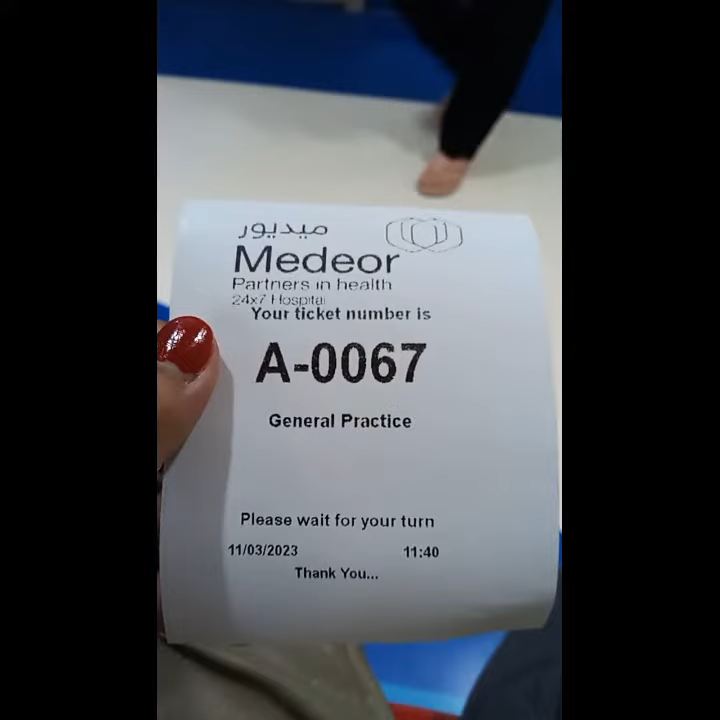 ميديور
Medeor
Partners in health
24x7 Hospital
Your ticket number is
A-0067
General Practice
Please wait for your turn
11/03/2023 11:40
Thank You...